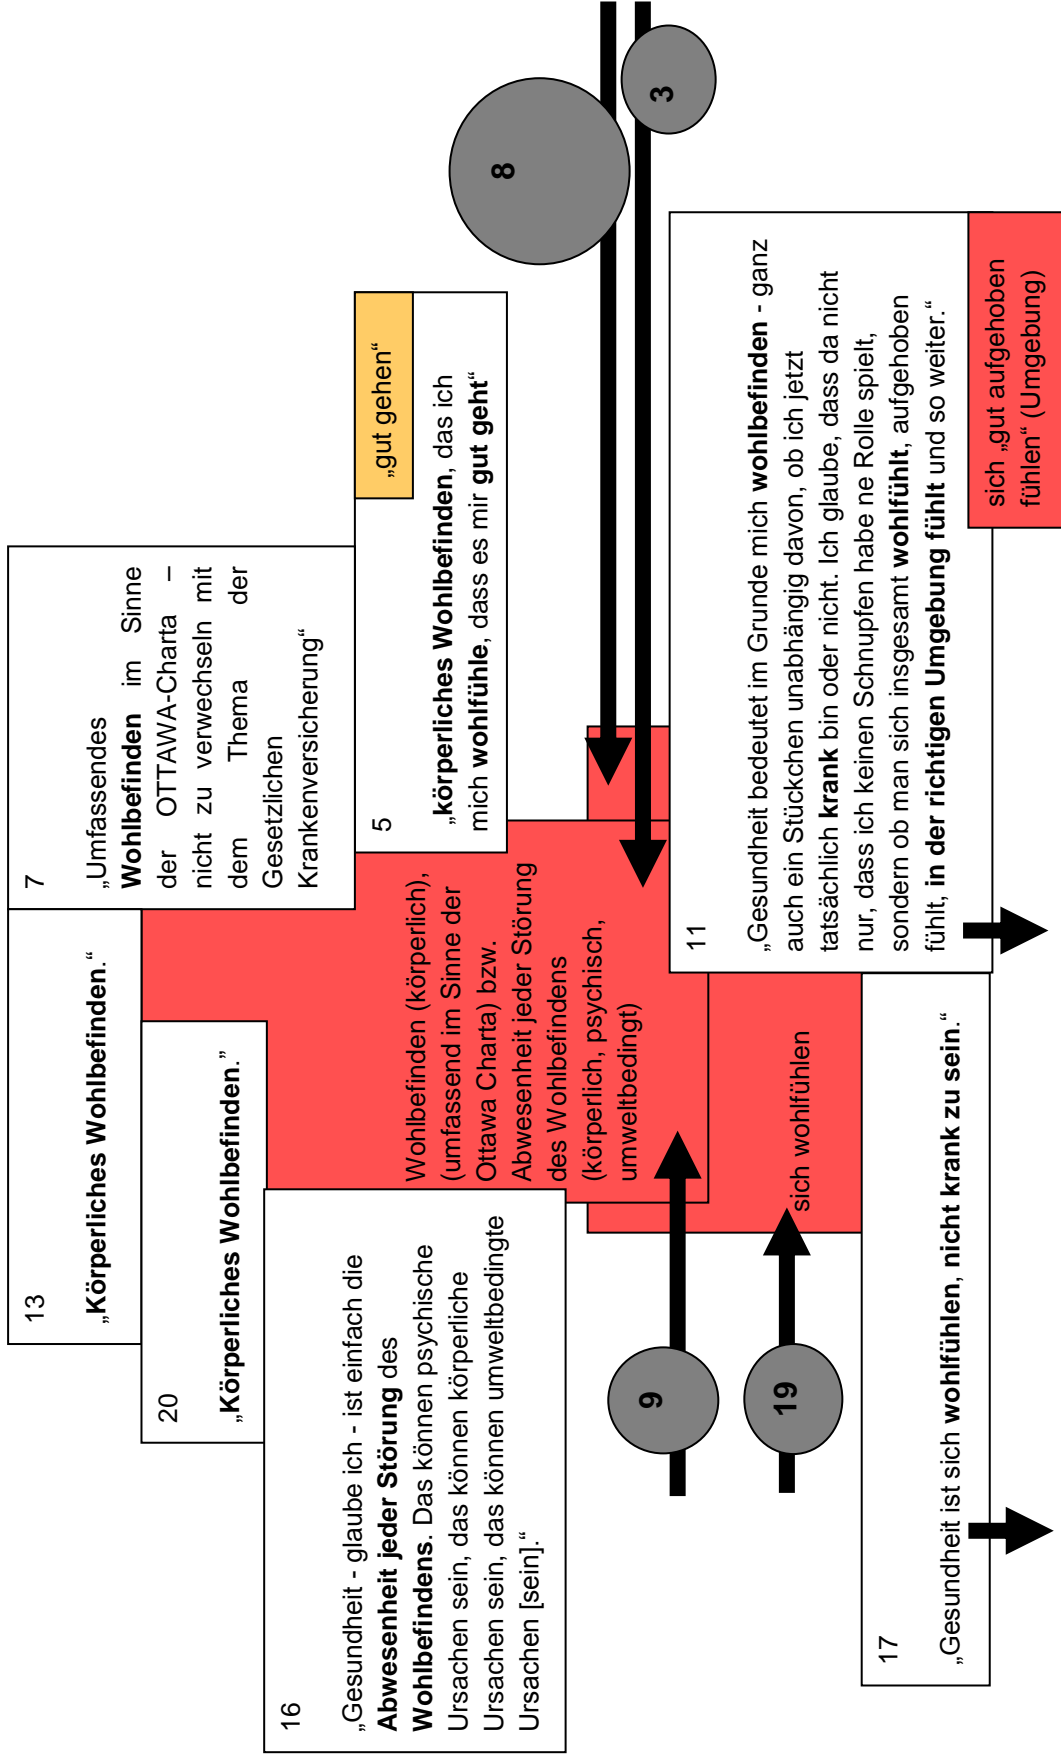 13
„Körperliches Wohlbefinden.“
7
„Umfassendes
Wohlbefinden im Sinne
der OTTAWA-Charta –
nicht zu verwechseln mit
dem Thema der
Gesetzlichen
Krankenversicherung“
20
„Körperliches Wohlbefinden.”
16
„Gesundheit - glaube ich - ist einfach die
Abwesenheit jeder Störung des
Wohlbefindens. Das können psychische
Ursachen sein, das können körperliche
Ursachen sein, das können umweltbedingte
Ursachen [sein].“
„gut gehen“
5
„körperliches Wohlbefinden, das ich
mich wohlfühle, dass es mir gut geht“
Wohlbefinden (körperlich),
(umfassend im Sinne der
Ottawa Charta) bzw.
Abwesenheit jeder Störung
des Wohlbefindens
(körperlich, psychisch,
umweltbedingt)
8
3
9
19
sich wohlfühlen
11
„Gesundheit bedeutet im Grunde mich wohlbefinden - ganz
auch ein Stückchen unabhängig davon, ob ich jetzt
tatsächlich krank bin oder nicht. Ich glaube, dass da nicht
nur, dass ich keinen Schnupfen habe ne Rolle spielt,
sondern ob man sich insgesamt wohlfühlt, aufgehoben
fühlt, in der richtigen Umgebung fühlt und so weiter.“
17
„Gesundheit ist sich wohlfühlen, nicht krank zu sein.“
sich „gut aufgehoben
fühlen“ (Umgebung)